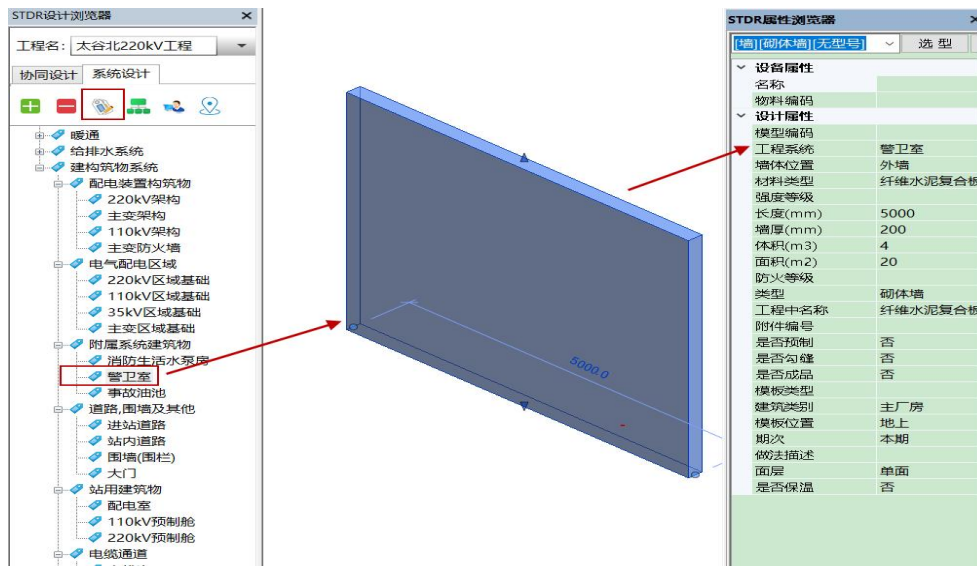 STDR设计浏览器
工程名: 太谷北220kV工程
协同设计 系统设计
暖通
给排水系统
建构筑物系统
配电装置构筑物
220kV架构
主变架构
110kV架构
主变防火墙
电气配电区域
220kV区域基础
110kV区域基础
35kV区域基础
主变区域基础
附属系统建筑物
消防生活水泵房
警卫室
事故油池
道路,围墙及其他
进站道路
站内道路
围墙(围栏)
大门
站用建筑物
配电室
110kV预制舱
220kV预制舱
电缆通道
5000.0
STDR属性浏览器
[墙][砌体墙][无型号] 选 型
设备属性
名称
物料编码
设计属性
模型编码
工程系统 警卫室
墙体位置 外墙
材料类型 纤维水泥复合板
强度等级
长度(mm) 5000
墙厚(mm) 200
体积(m3) 4
面积(m2) 20
防火等级
类型 砌体墙
工程中名称 纤维水泥复合板
附件编号
是否预制 否
是否勾缝 否
是否成品 否
模板类型
建筑类别 主厂房
模板位置 地上
期次 本期
做法描述
面层 单面
是否保温 否